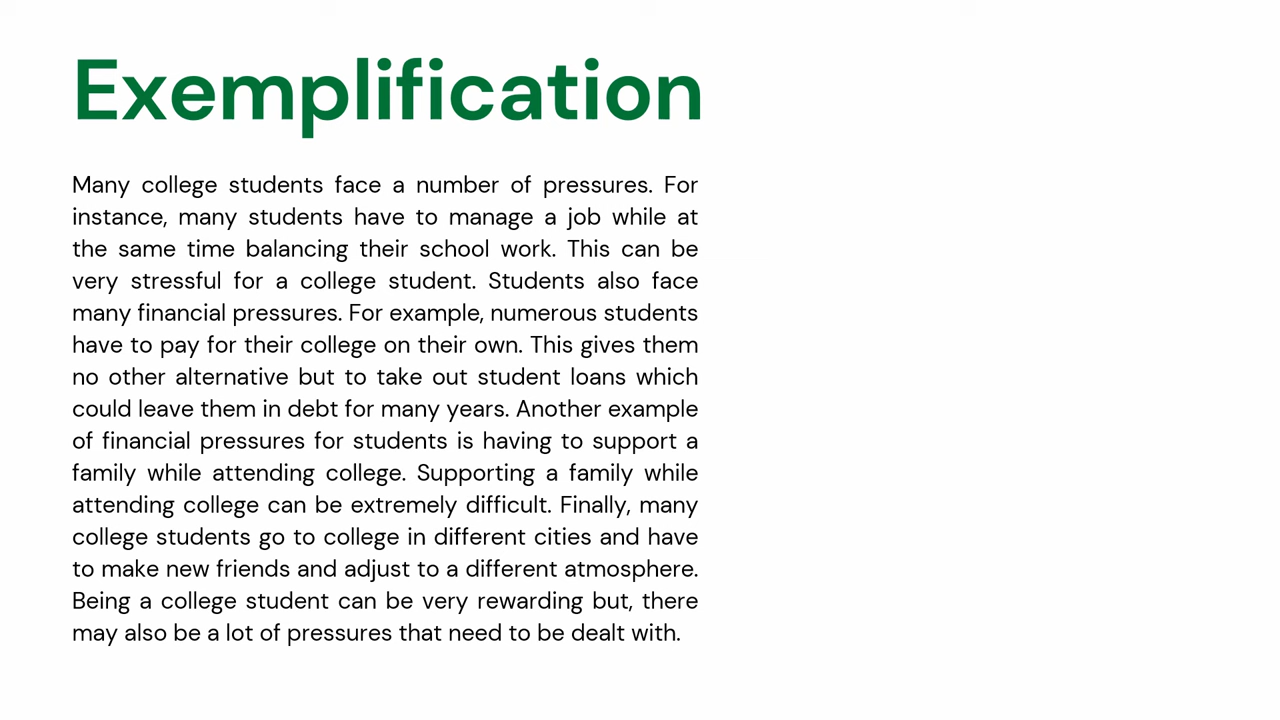 Exemplification
Many college students face a number of pressures. For
instance, many students have to manage a job while at
the same time balancing their school work. This can be
very stressful for a college student. Students also face
many financial pressures. For example, numerous students
have to pay for their college on their own. This gives them
no other alternative but to take out student loans which
could leave them in debt for many years. Another example
of financial pressures for students is having to support a
family while attending college. Supporting a family while
attending college can be extremely difficult. Finally, many
college students go to college in different cities and have
to make new friends and adjust to a different atmosphere.
Being a college student can be very rewarding but, there
may also be a lot of pressures that need to be dealt with.